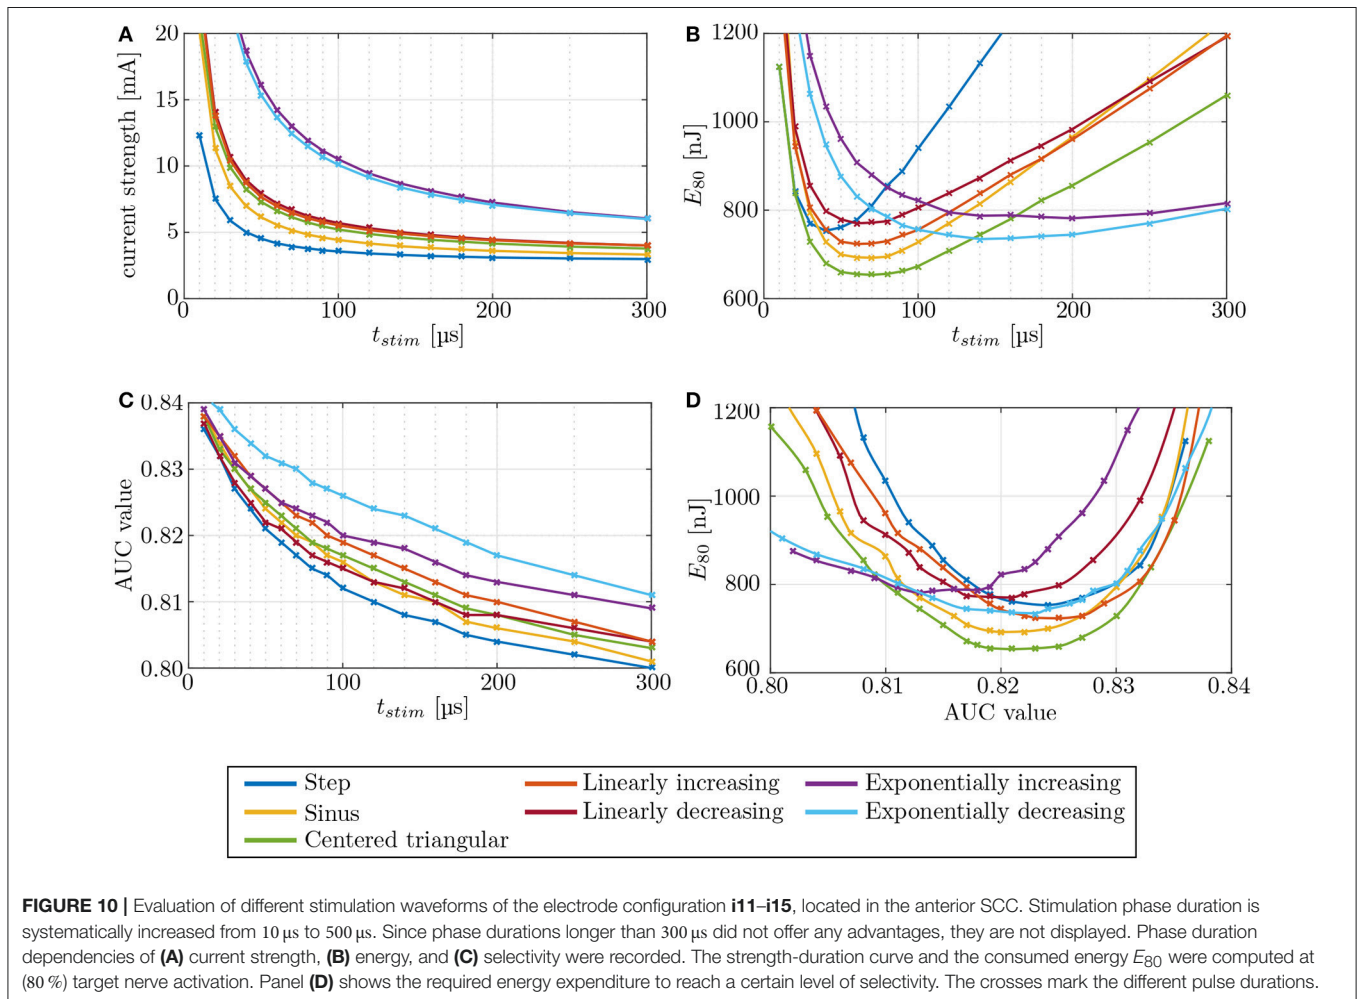 A
current strength [mA]
20
15
10
5
0
0
100
200
300
t_stim [µs]
B
E80 [nJ]
1200
1000
800
600
0
100
200
300
t_stim [µs]
C
AUC value
0.84
0.83
0.82
0.81
0.80
100
200
300
t_stim [µs]
D
E80 [nJ]
1200
1000
800
600
0.80
0.81
0.82
0.83
0.84
AUC value
Step
Linearly increasing
Exponentially increasing
Sinus
Linearly decreasing
Exponentially decreasing
Centered triangular
FIGURE 10 | Evaluation of different stimulation waveforms of the electrode configuration i11–i15, located in the anterior SCC. Stimulation phase duration is
systematically increased from 10 µs to 500 µs. Since phase durations longer than 300 µs did not offer any advantages, they are not displayed. Phase duration
dependencies of (A) current strength, (B) energy, and (C) selectivity were recorded. The strength-duration curve and the consumed energy E80 were computed at
(80 %) target nerve activation. Panel (D) shows the required energy expenditure to reach a certain level of selectivity. The crosses mark the different pulse durations.